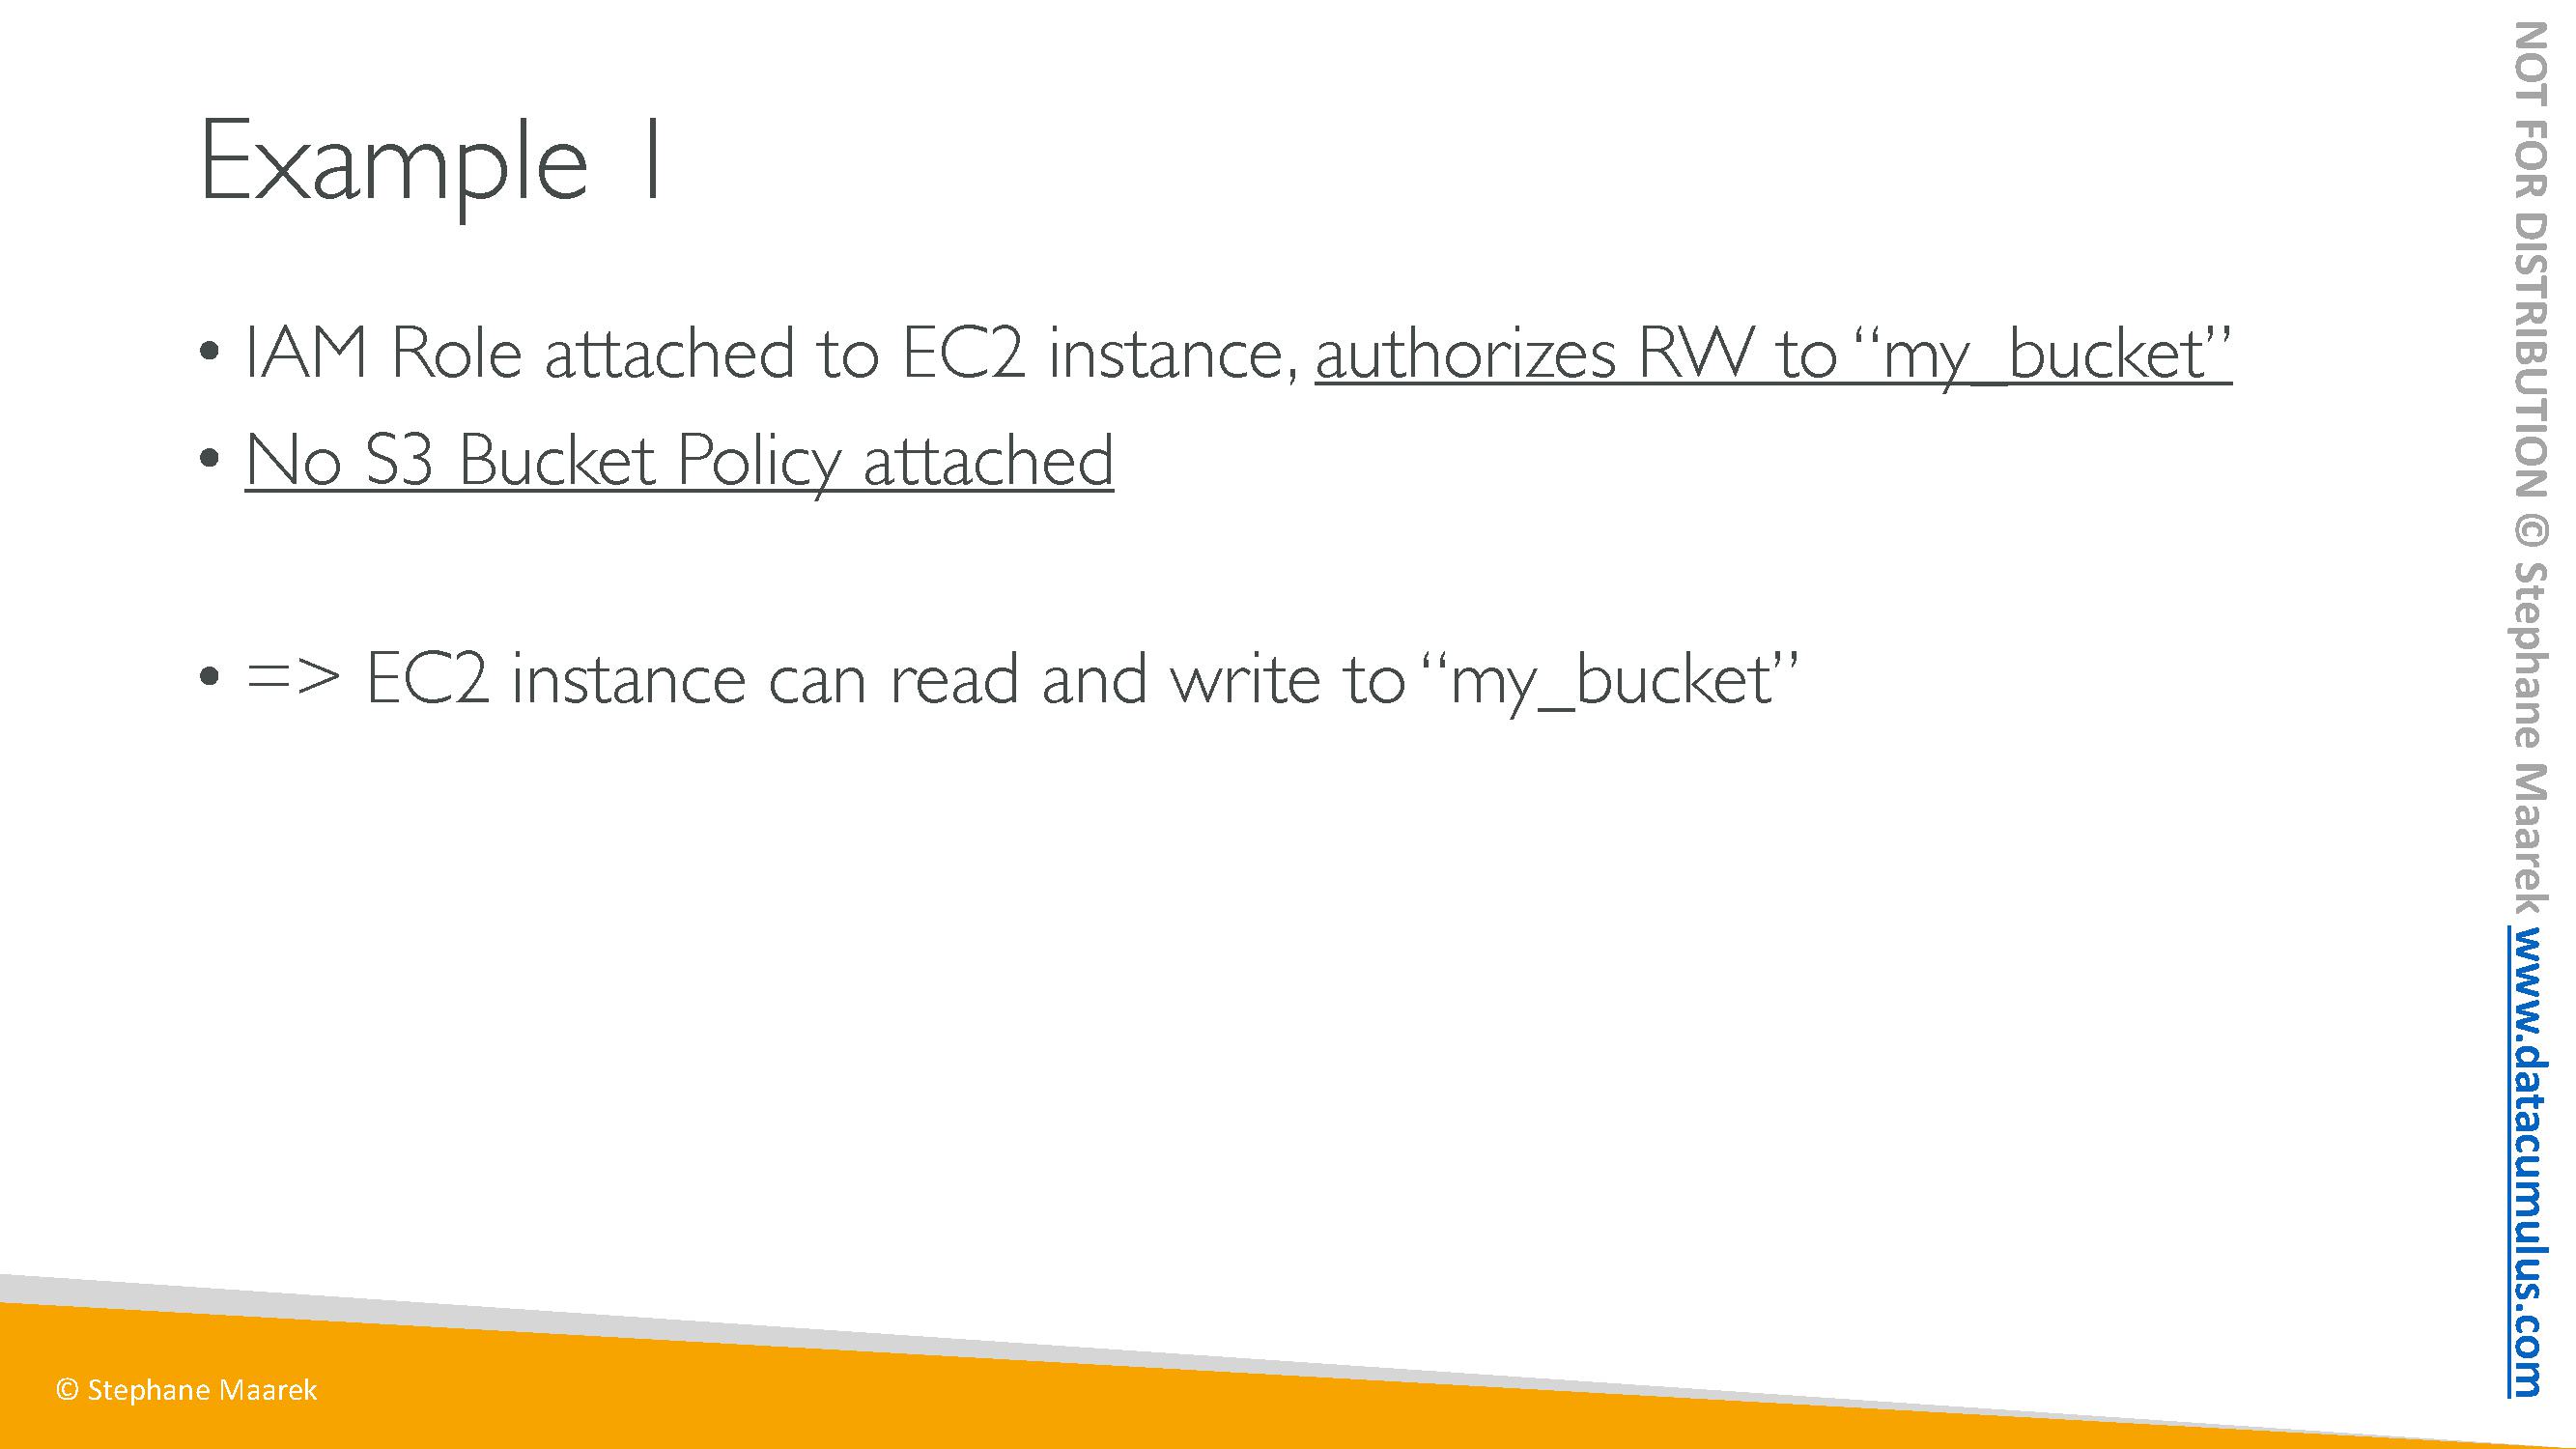 Example 1
• IAM Role attached to EC2 instance, authorizes RW to “my_bucket”
• No S3 Bucket Policy attached
• => EC2 instance can read and write to “my_bucket”
© Stephane Maarek
NOT FOR DISTRIBUTION © Stephane Maarek www.datacumulus.com